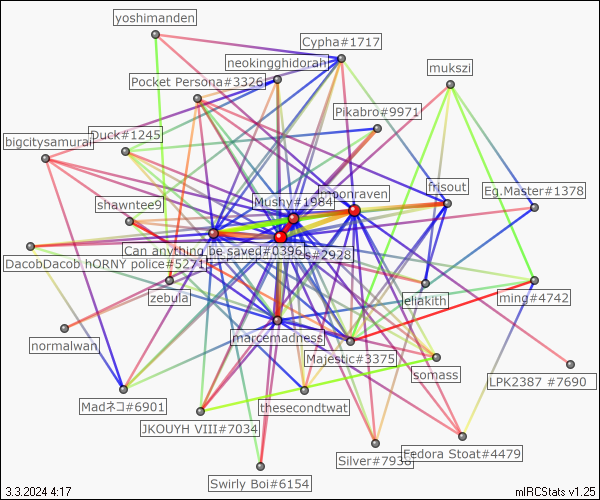 yoshimanden
Cypha#1717
neokingghidorah
mukszi
Pocket Persona#3326
Pikabro#9971
Duck#1245
bigcitysamurai
frisout
Eg.Master#1378
Mushy#1984
shawntee9
Can anything be saved#0396
#2928
DacobDacob hORNY police#5271
zebula
eliakith
ming#4742
marcemadness
normalwan
Majestic#3375
somass
LPK2387 #7690
Madネコ#6901
thesecondtwat
JKOUYH VIII#7034
Fedora Stoat#4479
Silver#7938
Swirly Boi#6154
3.3.2024 4:17
mIRCStats v1.25